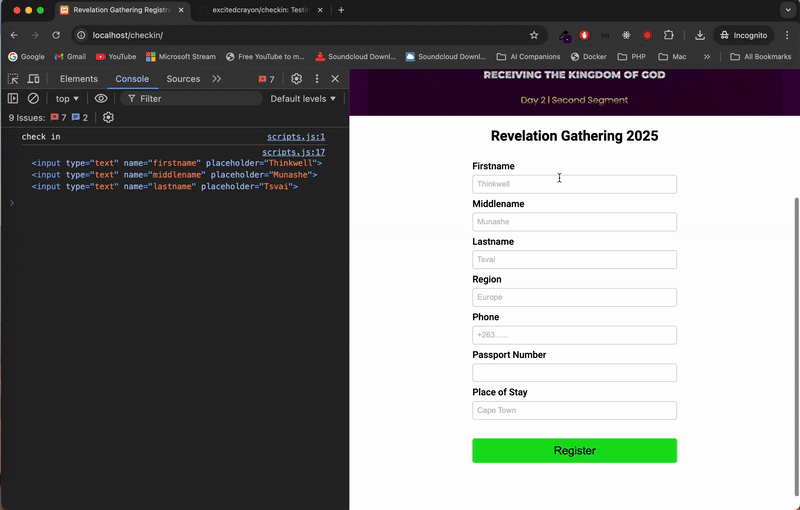 Revelation Gathering Registra
excitedcrayon/checkin: Testin
localhost/checkin/
Incognito
Google
Gmail
YouTube
Microsoft Stream
Free YouTube to m...
Soundcloud Downl...
Soundcloud Downl...
AI Companions
Docker
PHP
Mac
»
All Bookmarks
Elements
Console
Sources
»
7
top
Filter
Default levels
9 Issues:
7
2
check in
scripts.js:1
scripts.js:17
<input type="text" name="firstname" placeholder="Thinkwell">
<input type="text" name="middlename" placeholder="Munashe">
<input type="text" name="lastname" placeholder="Tsvai">
RECEIVING THE KINGDOM OF GOD
Day 2 | Second Segment
Revelation Gathering 2025
Firstname
Thinkwell
Middlename
Munashe
Lastname
Tsvai
Region
Europe
Phone
+263......
Passport Number
Place of Stay
Cape Town
Register